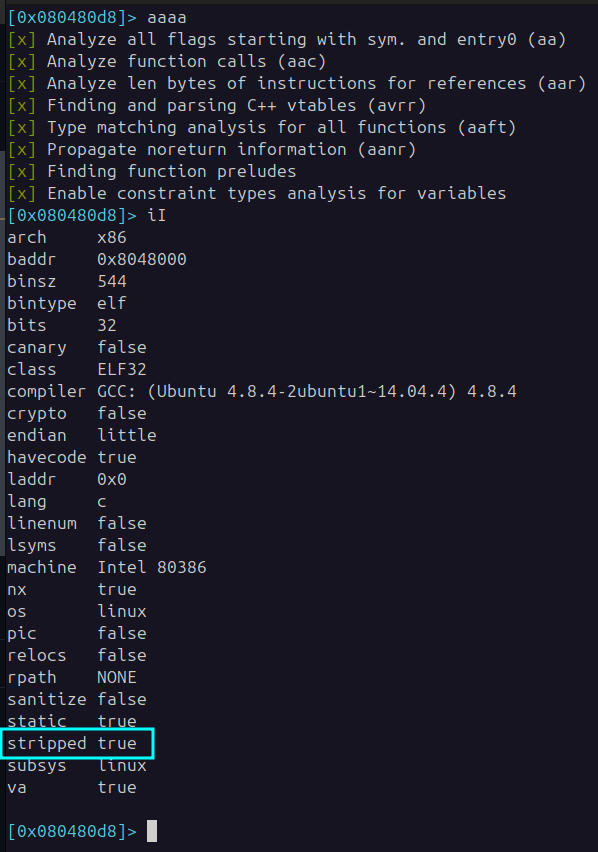 [0x080480d8]> aaaa
[x] Analyze all flags starting with sym. and entry0 (aa)
[x] Analyze function calls (aac)
[x] Analyze len bytes of instructions for references (aar)
[x] Finding and parsing C++ vtables (avrr)
[x] Type matching analysis for all functions (aaft)
[x] Propagate noreturn information (aanr)
[x] Finding function preludes
[x] Enable constraint types analysis for variables
[0x080480d8]> iI
arch x86
baddr 0x8048000
binsz 544
bintype elf
bits 32
canary false
class ELF32
compiler GCC: (Ubuntu 4.8.4-2ubuntu1~14.04.4) 4.8.4
crypto false
endian little
havecode true
laddr 0x0
lang c
linenum false
lsyms false
machine Intel 80386
nx true
os linux
pic false
relocs false
rpath NONE
sanitize false
static true
stripped true
subsys linux
va true
[0x080480d8]>